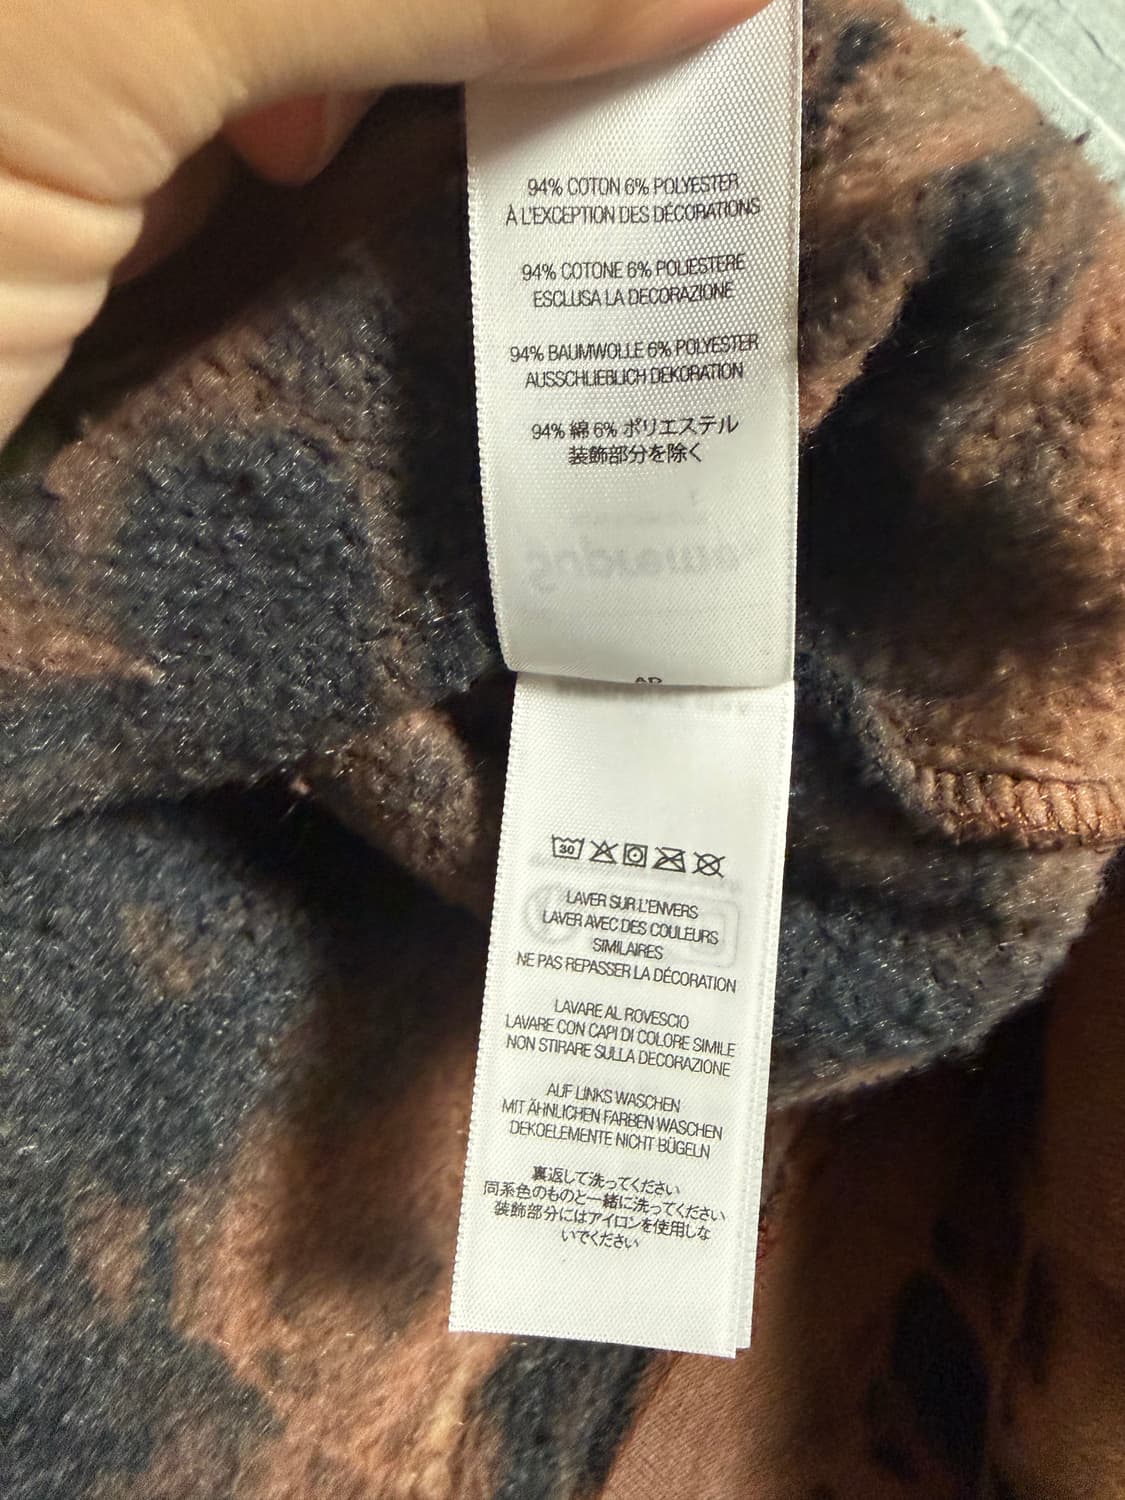 94% COTON 6% POLYESTER
À L'EXCEPTION DES DÉCORATIONS
94% COTONE 6% POLIESTERE
ESCLUSA LA DECORAZIONE
94% BAUMWOLLE 6% POLYESTER
AUSSCHLIEBLICH DEKORATION
94% 綿 6% ポリエステル
装飾部分を除く
30
LAVER SUR L'ENVERS
LAVER AVEC DES COULEURS
SIMILAIRES
NE PAS REPASSER LA DÉCORATION
LAVARE AL ROVESCIO
LAVARE CON CAPI DI COLORE SIMILE
NON STIRARE SULLA DECORAZIONE
AUF LINKS WASCHEN
MIT ÄHNLICHEN FARBEN WASCHEN
DEKOELEMENTE NICHT BÜGELN
裏返して洗ってください
同系色のものと一緒に洗ってください
装飾部分にはアイロンを使用しな
いでください